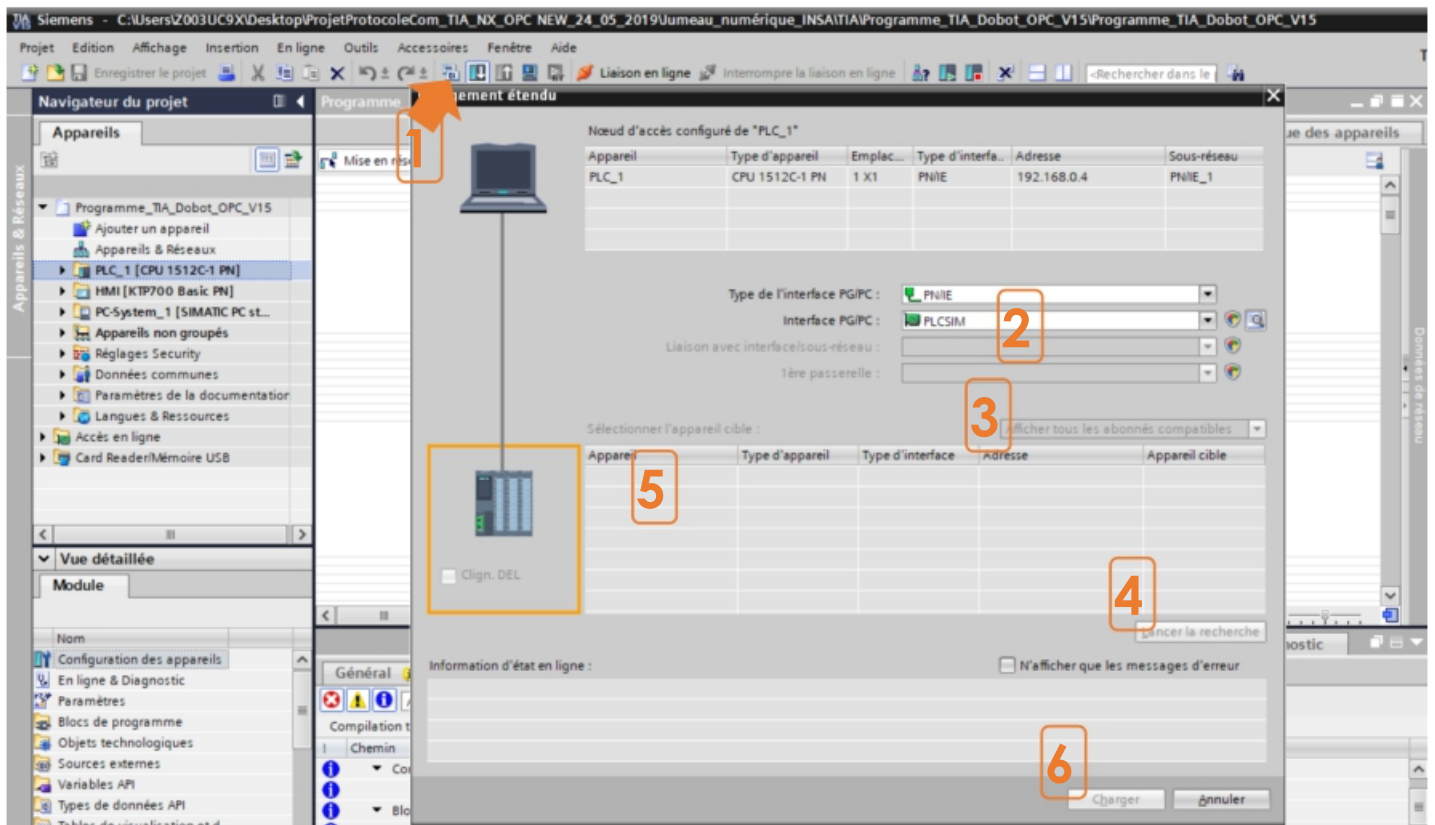 Siemens - C:\Users\Z003UC9X\Desktop\ProjetProtocoleCom_TIA_NX_OPC NEW_24_05_2019\Jumeau_numérique_INSA\TIA\Programme_TIA_Dobot_OPC_V15\Programme_TIA_Dobot_OPC_V15
Projet Edition Affichage Insertion En ligne Outils Accessoires Fenêtre Aide
Enregistrer le projet Liaison en ligne Interrompre la liaison en ligne <Rechercher dans le
Navigateur du projet
Programme
gement étendu
Appareils
ue des appareils
Mise en rés
Appareils & Réseaux
Programme_TIA_Dobot_OPC_V15
Ajouter un appareil
Appareils & Réseaux
PLC_1 [CPU 1512C-1 PN]
HMI [KTP700 Basic PN]
PC-System_1 [SIMATIC PC st...
Appareils non groupés
Réglages Security
Données communes
Paramètres de la documentation
Langues & Ressources
Accès en ligne
Card Reader/Mémoire USB
Vue détaillée
Module
Nom
Configuration des appareils
En ligne & Diagnostic
Paramètres
Blocs de programme
Objets technologiques
Sources externes
Variables API
Types de données API
1
Nœud d'accès configuré de "PLC_1"
Appareil Type d'appareil Emplac... Type d'interfa... Adresse Sous-réseau
PLC_1 CPU 1512C-1 PN 1 X1 PN/IE 192.168.0.4 PN/IE_1
Type de l'interface PG/PC : PN/IE
Interface PG/PC : PLCSIM
2
Liaison avec interface/sous-réseau :
1ère passerelle :
3
Sélectionner l'appareil cible : Afficher tous les abonnés compatibles
Appareil Type d'appareil Type d'interface Adresse Appareil cible
5
Clign. DEL
4
Lancer la recherche
Information d'état en ligne : N'afficher que les messages d'erreur
6
Charger Annuler
Général
Compilation t
! Chemin
Co
Blo
nostic
Données de réseau